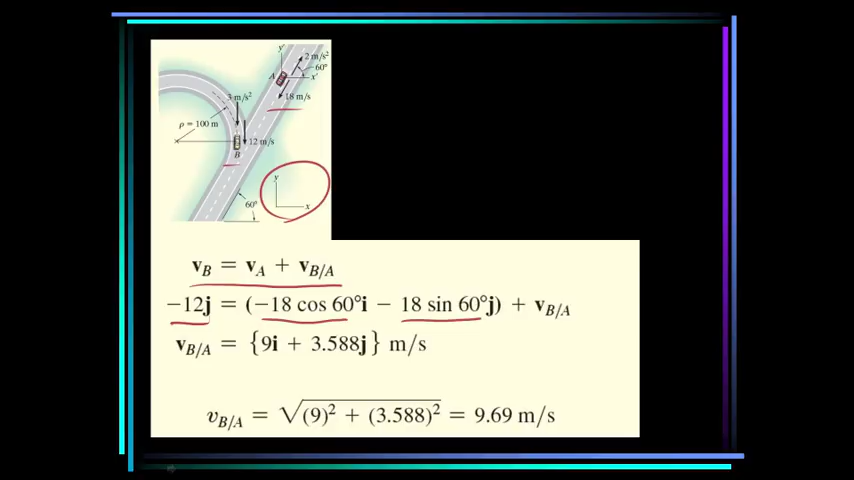 y'
2 m/s²
60°
A
x'
3 m/s²
18 m/s
ρ = 100 m
12 m/s
B
y
60°
x
v_B = v_A + v_B/A
−12j = (−18 cos 60°i − 18 sin 60°j) + v_B/A
v_B/A = {9i + 3.588j} m/s
v_B/A = √(9)² + (3.588)² = 9.69 m/s